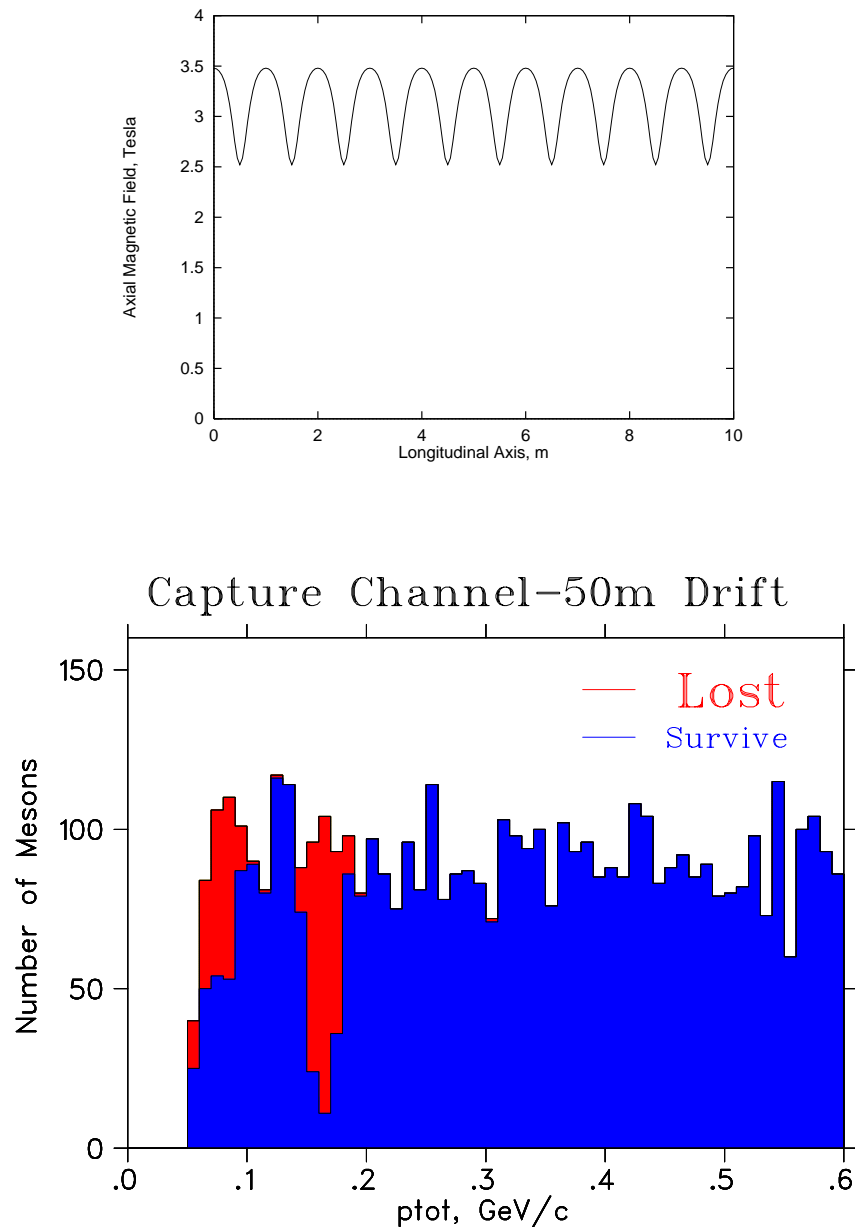 4
3.5
3
2.5
2
1.5
1
0.5
0
Axial Magnetic Field, Tesla
0 2 4 6 8 10
Longitudinal Axis, m
Capture Channel-50m Drift
150
100
50
0
Number of Mesons
Lost
Survive
.0 .1 .2 .3 .4 .5 .6
ptot, GeV/c